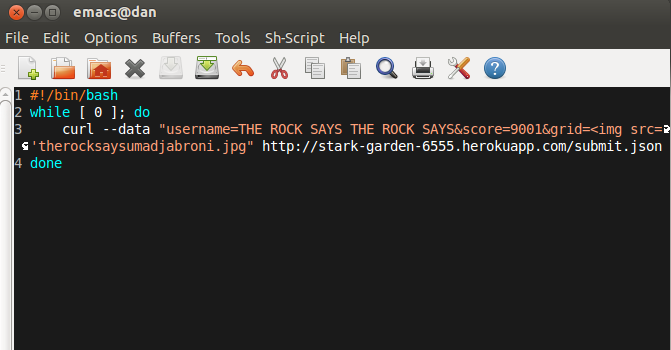 emacs@dan
File Edit Options Buffers Tools Sh-Script Help
1 #!/bin/bash
2 while [ 0 ]; do
3     curl --data "username=THE ROCK SAYS THE ROCK SAYS&score=9001&grid=<img src=
'therocksaysumadjabroni.jpg" http://stark-garden-6555.herokuapp.com/submit.json
4 done